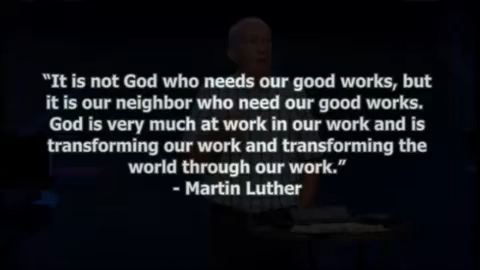 “It is not God who needs our good works, but
it is our neighbor who need our good works.
God is very much at work in our work and is
transforming our work and transforming the
world through our work.”
- Martin Luther